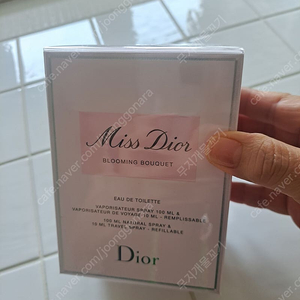 Miss Dior
BLOOMING BOUQUET
EAU DE TOILETTE
VAPORISATEUR SPRAY 100 ML &
VAPORISATEUR DE VOYAGE 10 ML - REMPLISSABLE
100 ML NATURAL SPRAY &
10 ML TRAVEL SPRAY - REFILLABLE
Dior